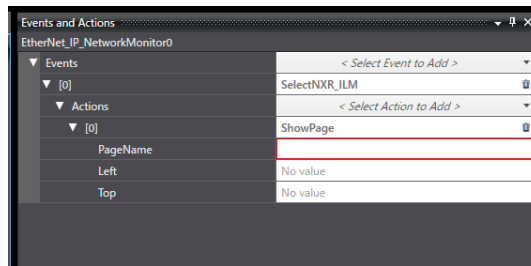 Events and Actions
EtherNet_IP_NetworkMonitor0
Events < Select Event to Add >
[0] SelectNXR_ILM
Actions < Select Action to Add >
[0] ShowPage
PageName
Left No value
Top No value